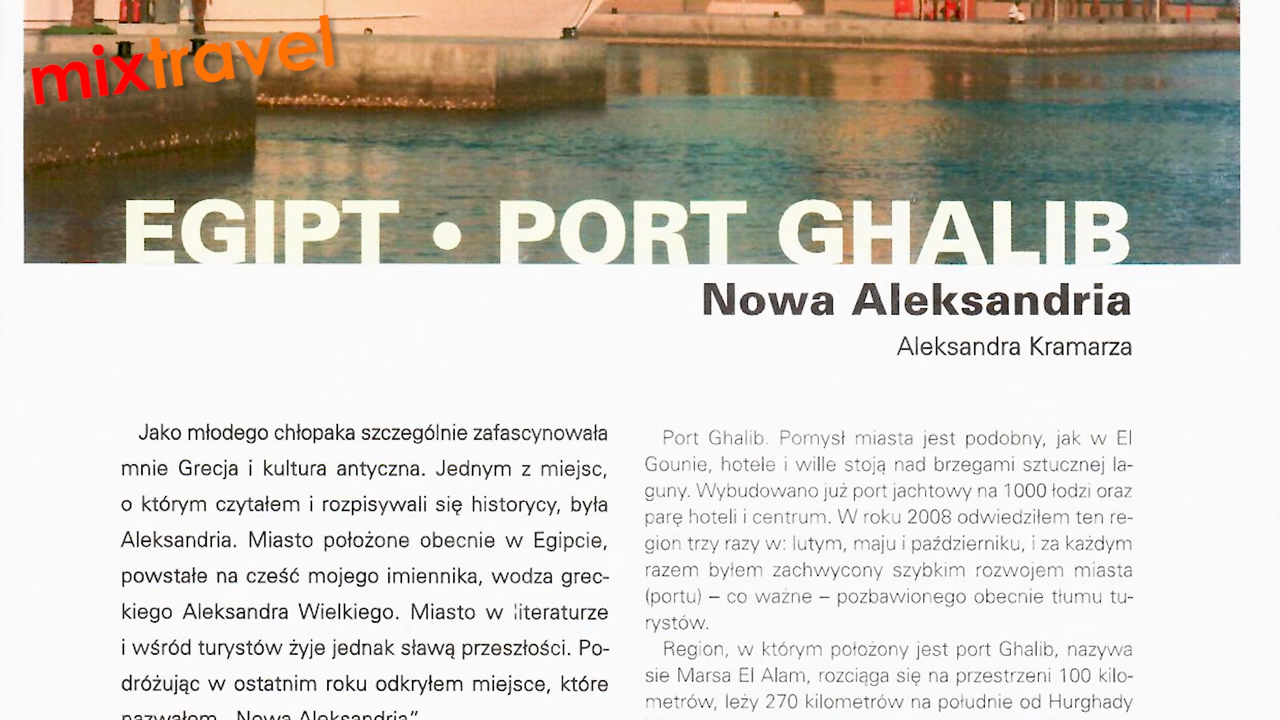 mixtravel
EGIPT • PORT GHALIB
Nowa Aleksandria
Aleksandra Kramarza
Jako młodego chłopaka szczególnie zafascynowała
mnie Grecja i kultura antyczna. Jednym z miejsc,
o którym czytałem i rozpisywali się historycy, była
Aleksandria. Miasto położone obecnie w Egipcie,
powstałe na cześć mojego imiennika, wodza grec-
kiego Aleksandra Wielkiego. Miasto w literaturze
i wśród turystów żyje jednak sławą przeszłości. Po-
dróżując w ostatnim roku odkryłem miejsce, które
nazwałem „Nowa Aleksandria”
Port Ghalib. Pomysł miasta jest podobny, jak w El
Gounie, hotele i wille stoją nad brzegami sztucznej la-
guny. Wybudowano już port jachtowy na 1000 łodzi oraz
parę hoteli i centrum. W roku 2008 odwiedziłem ten re-
gion trzy razy w: lutym, maju i październiku, i za każdym
razem byłem zachwycony szybkim rozwojem miasta
(portu) – co ważne – pozbawionego obecnie tłumu tu-
rystów.
Region, w którym położony jest port Ghalib, nazywa
sie Marsa El Alam, rozciąga się na przestrzeni 100 kilo-
metrów, leży 270 kilometrów na południe od Hurghady